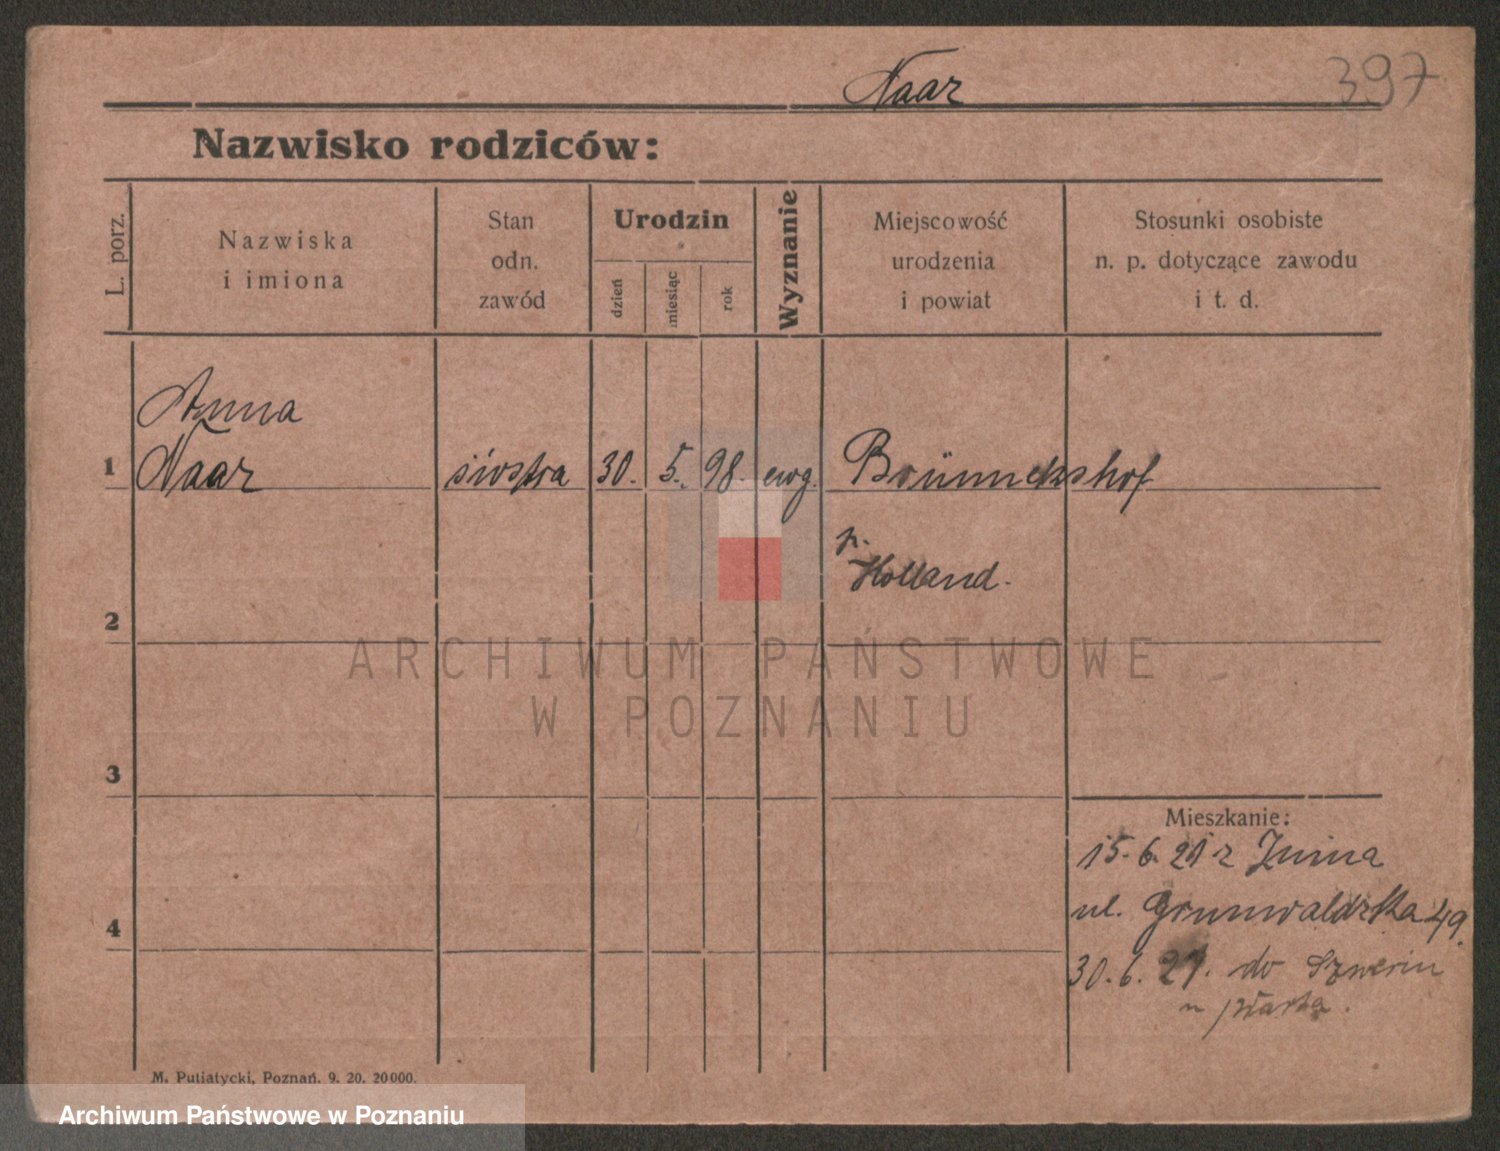 Naar
397
Nazwisko rodziców:
L. porz.
Nazwiska
i imiona
Stan
odn.
zawód
Urodzin
dzień
miesiąc
rok
Wyznanie
Miejscowość
urodzenia
i powiat
Stosunki osobiste
n. p. dotyczące zawodu
i t. d.
Anna
1 Naar siostra 30. 5. 98. ewg. Brünnekshof
p.
Holland.
2
ARCHIWUM PAŃSTWOWE
W POZNANIU
3
Mieszkanie:
15. 6. 21 z Żnina
ul. Grunwaldzka 49.
4
30. 6. 21. do Szwerin
n/Wartą.
M. Putiatycki, Poznań. 9. 20. 20000.
Archiwum Państwowe w Poznaniu